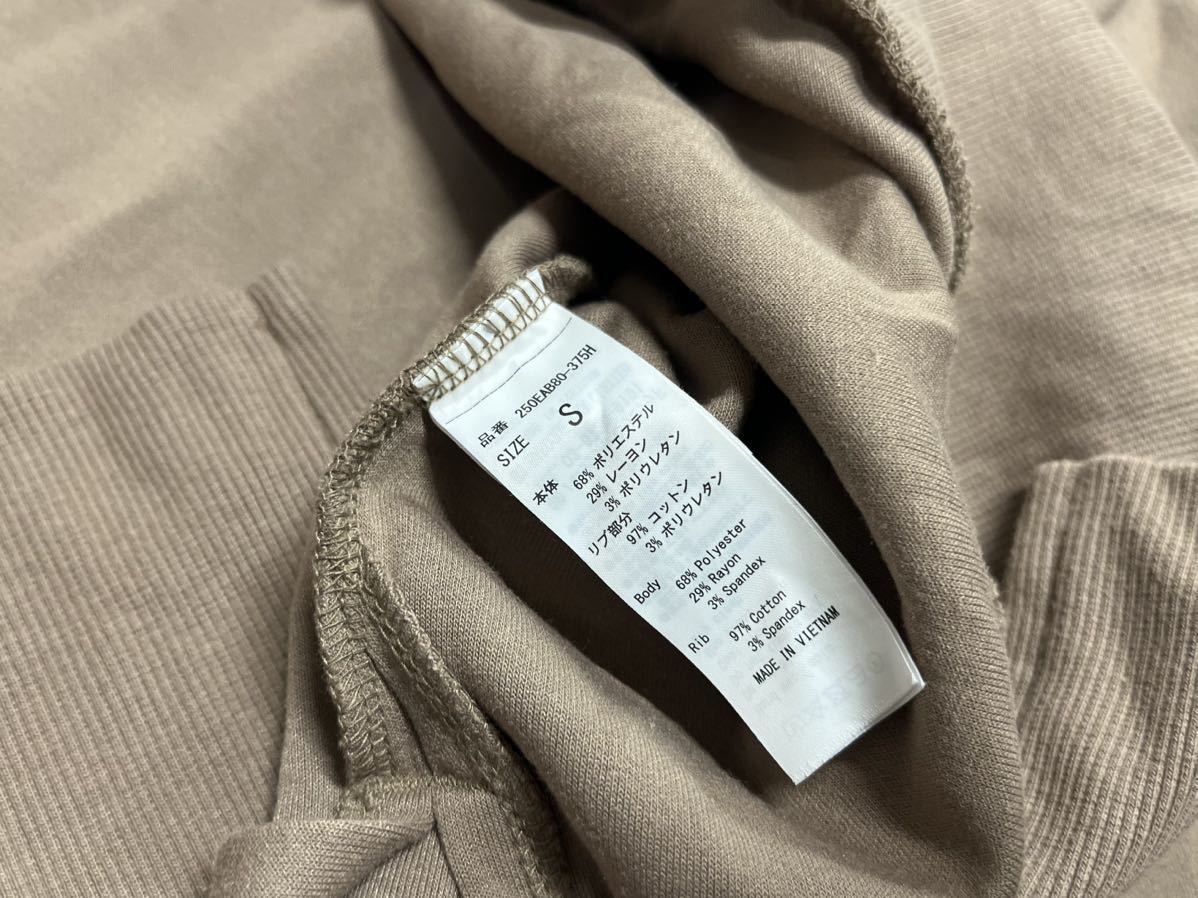 品番 250EAB80-375H
SIZE S
本体 68% ポリエステル
29% レーヨン
3% ポリウレタン
リブ部分
97% コットン
3% ポリウレタン
Body 68% Polyester
29% Rayon
3% Spandex
Rib 97% Cotton
3% Spandex
MADE IN VIETNAM